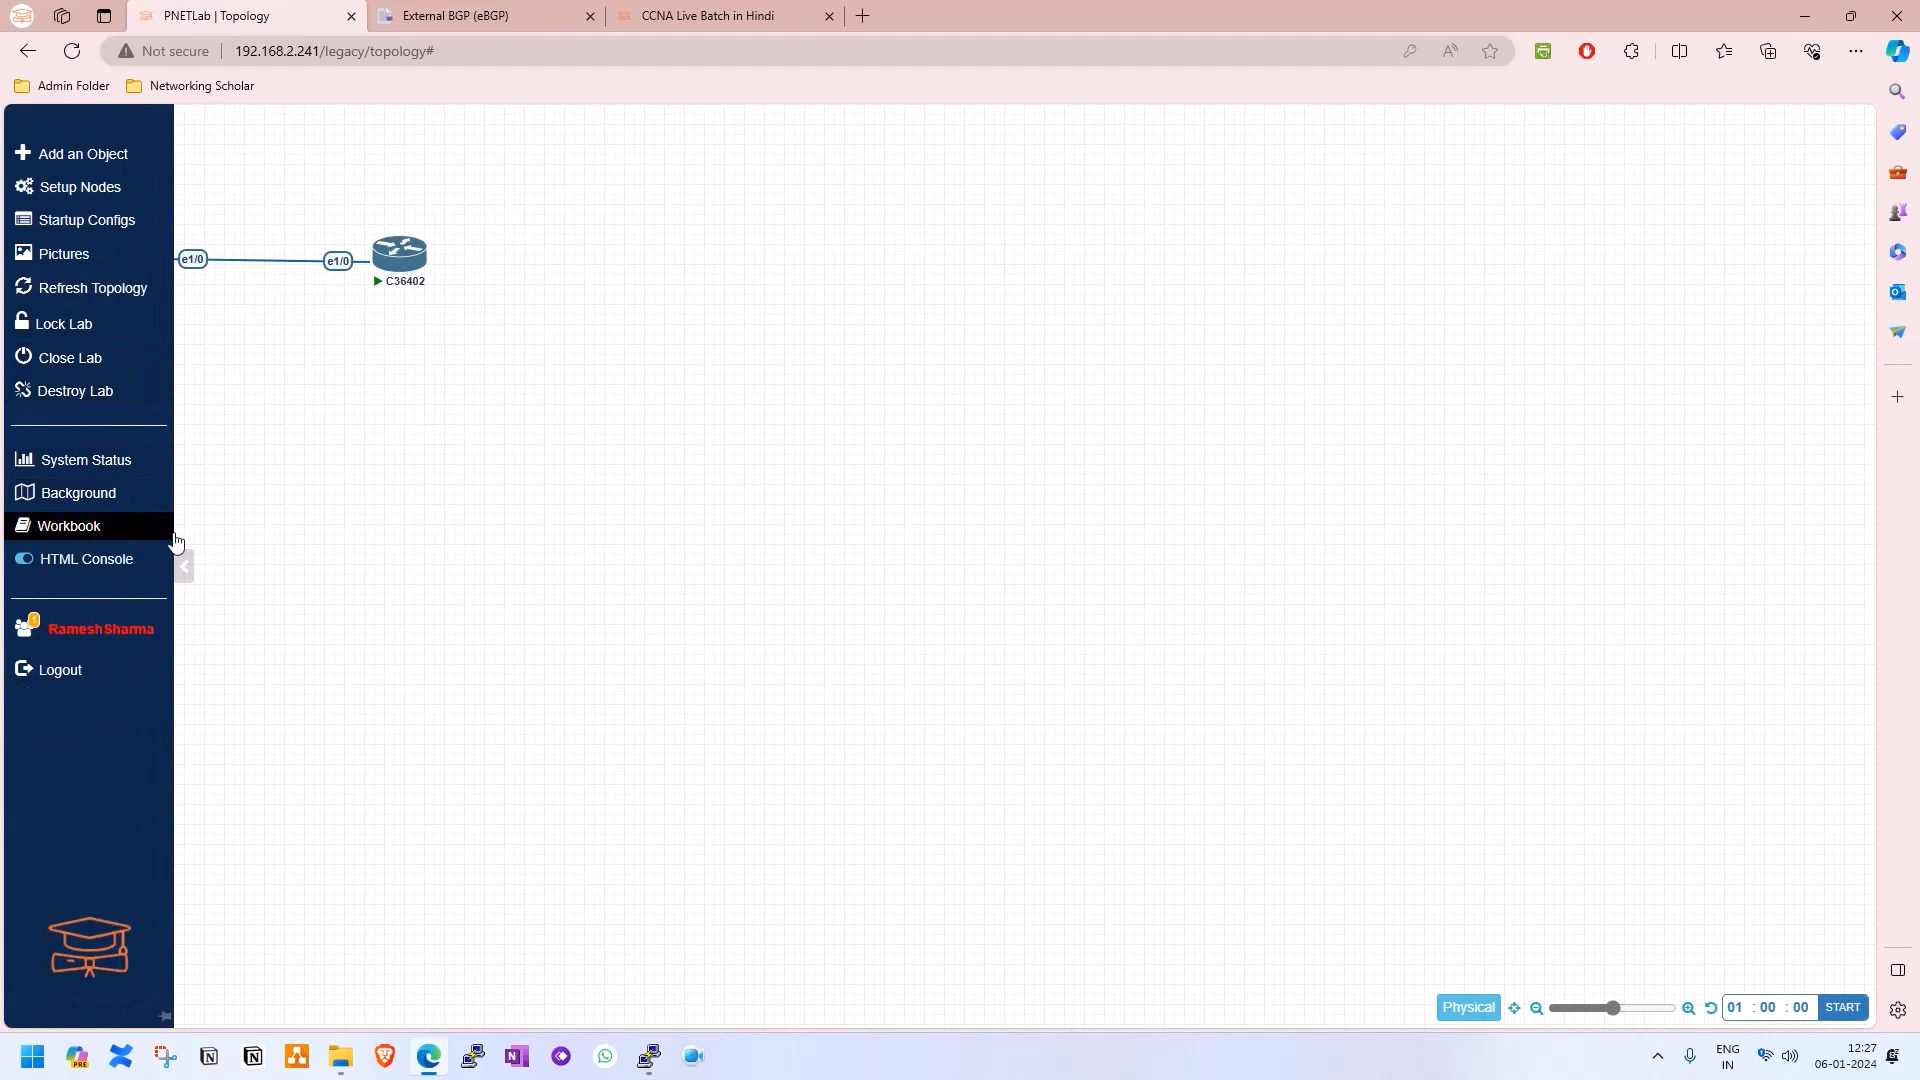 PNETLab | Topology
External BGP (eBGP)
CCNA Live Batch in Hindi
Not secure
192.168.2.241/legacy/topology#
Admin Folder
Networking Scholar
Add an Object
Setup Nodes
Startup Configs
Pictures
Refresh Topology
Lock Lab
Close Lab
Destroy Lab
System Status
Background
Workbook
HTML Console
1
RameshSharma
Logout
e1/0
e1/0
C36402
Physical
01 : 00 : 00
START
PRE
ENG
IN
12:27
06-01-2024